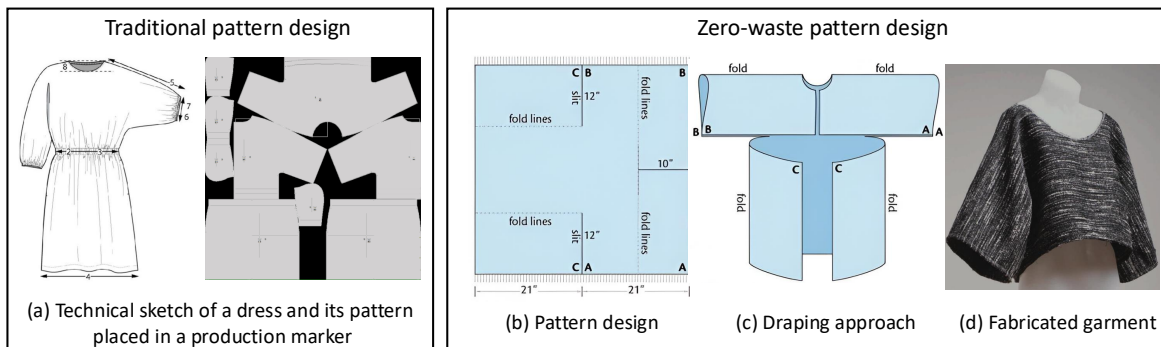 Traditional pattern design
8
5
7
6
2
3
4
(a) Technical sketch of a dress and its pattern
placed in a production marker
Zero-waste pattern design
C B B
slit 12" fold lines
fold lines
10"
fold lines
slit 12" fold lines
C A A
21" 21"
(b) Pattern design
fold fold
B B A A
C C
fold fold
(c) Draping approach
(d) Fabricated garment